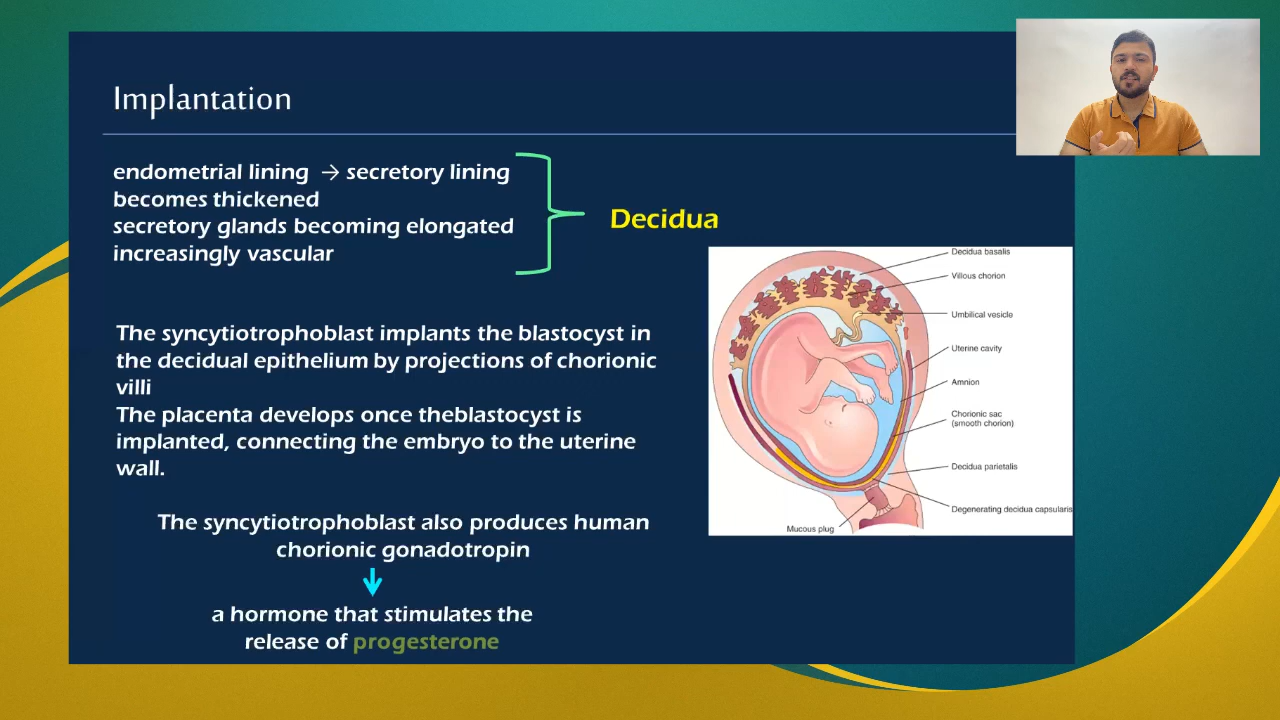 Implantation
endometrial lining → secretory lining
becomes thickened
secretory glands becoming elongated
increasingly vascular
Decidua
The syncytiotrophoblast implants the blastocyst in
the decidual epithelium by projections of chorionic
villi
The placenta develops once theblastocyst is
implanted, connecting the embryo to the uterine
wall.
The syncytiotrophoblast also produces human
chorionic gonadotropin
a hormone that stimulates the
release of progesterone
Decidua basalis
Villous chorion
Umbilical vesicle
Uterine cavity
Amnion
Chorionic sac
(smooth chorion)
Decidua parietalis
Degenerating decidua capsularis
Mucous plug